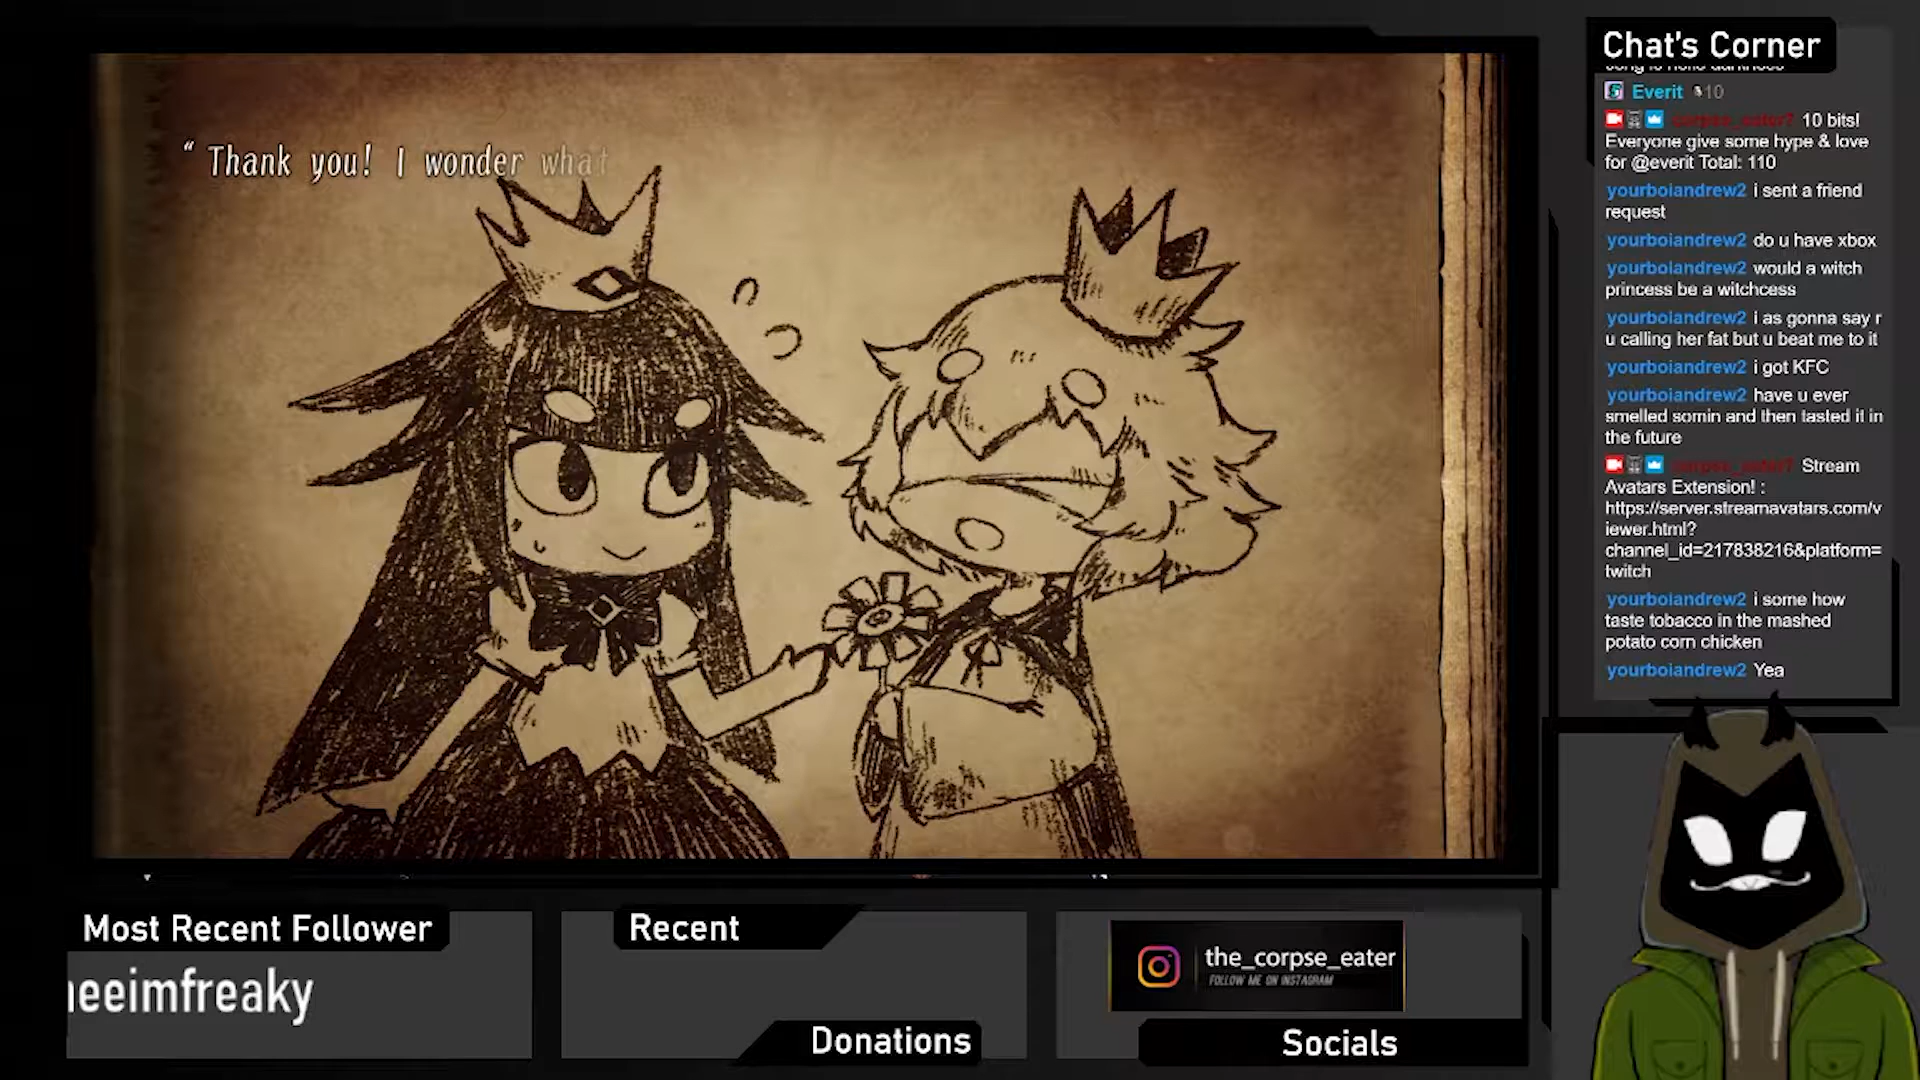 Chat's Corner
Everit 10
corpse_eater7 10 bits!
Everyone give some hype & love
for @everit Total: 110
yourboiandrew2 i sent a friend
request
yourboiandrew2 do u have xbox
yourboiandrew2 would a witch
princess be a witchcess
yourboiandrew2 i as gonna say r
u calling her fat but u beat me to it
yourboiandrew2 i got KFC
yourboiandrew2 have u ever
smelled somin and then tasted it in
the future
corpse_eater7 Stream
Avatars Extension! :
https://server.streamavatars.com/v
iewer.html?
channel_id=217838216&platform=
twitch
yourboiandrew2 i some how
taste tobacco in the mashed
potato corn chicken
yourboiandrew2 Yea
“ Thank you! I wonder what
Most Recent Follower
eeimfreaky
Recent
Donations
the_corpse_eater
FOLLOW ME ON INSTAGRAM
Socials